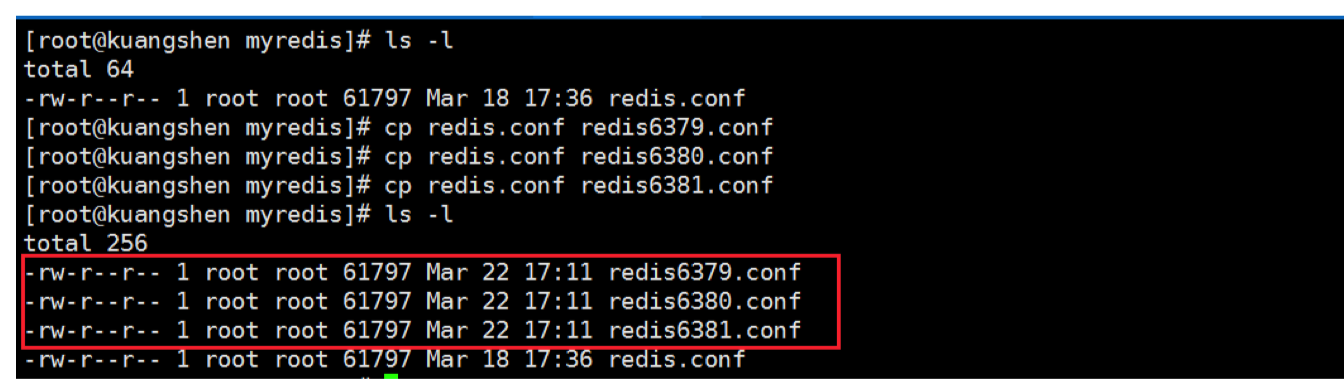 [root@kuangshen myredis]# ls -l
total 64
-rw-r--r-- 1 root root 61797 Mar 18 17:36 redis.conf
[root@kuangshen myredis]# cp redis.conf redis6379.conf
[root@kuangshen myredis]# cp redis.conf redis6380.conf
[root@kuangshen myredis]# cp redis.conf redis6381.conf
[root@kuangshen myredis]# ls -l
total 256
-rw-r--r-- 1 root root 61797 Mar 22 17:11 redis6379.conf
-rw-r--r-- 1 root root 61797 Mar 22 17:11 redis6380.conf
-rw-r--r-- 1 root root 61797 Mar 22 17:11 redis6381.conf
-rw-r--r-- 1 root root 61797 Mar 18 17:36 redis.conf